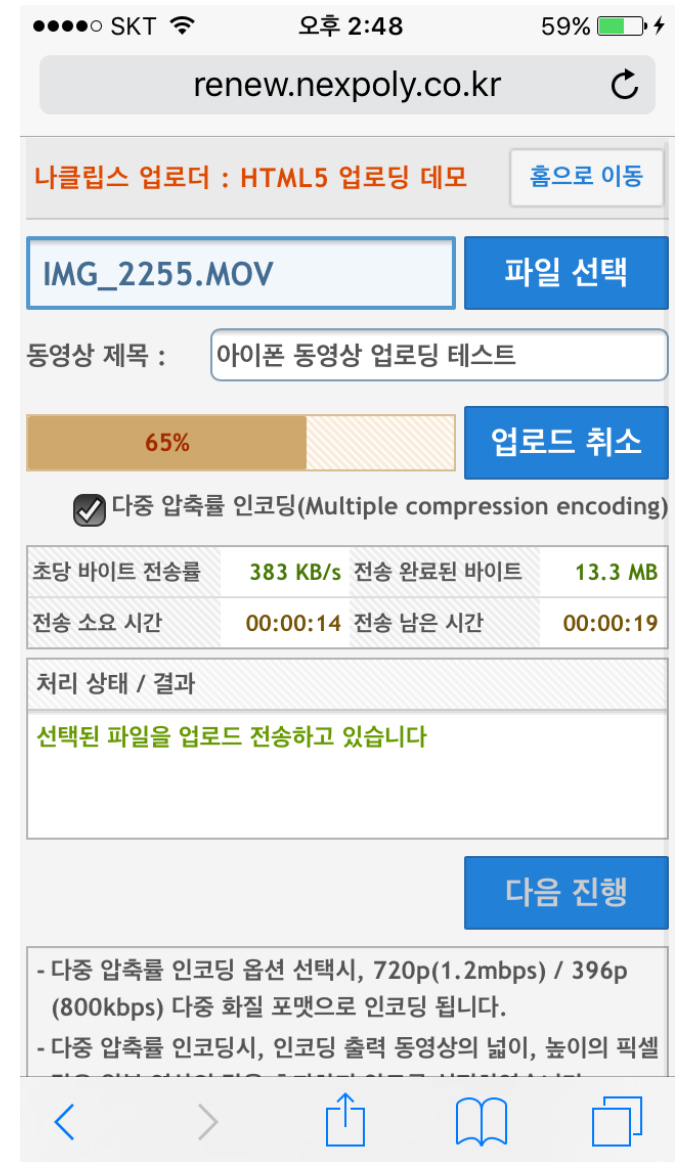 SKT 오후 2:48 59%
renew.nexpoly.co.kr
나클립스 업로더 : HTML5 업로딩 데모 홈으로 이동
IMG_2255.MOV 파일 선택
동영상 제목 : 아이폰 동영상 업로딩 테스트
65% 업로드 취소
다중 압축률 인코딩(Multiple compression encoding)
초당 바이트 전송률 383 KB/s 전송 완료된 바이트 13.3 MB
전송 소요 시간 00:00:14 전송 남은 시간 00:00:19
처리 상태 / 결과
선택된 파일을 업로드 전송하고 있습니다
다음 진행
- 다중 압축률 인코딩 옵션 선택시, 720p(1.2mbps) / 396p
(800kbps) 다중 화질 포맷으로 인코딩 됩니다.
- 다중 압축률 인코딩시, 인코딩 출력 동영상의 넓이, 높이의 픽셀